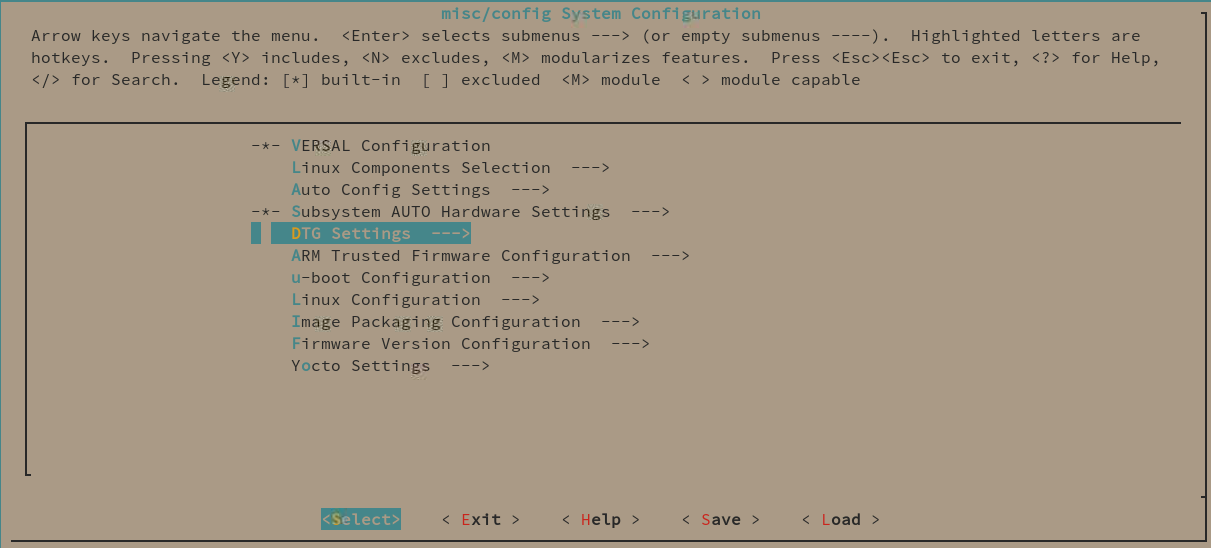 misc/config System Configuration
Arrow keys navigate the menu.  <Enter> selects submenus ---> (or empty submenus ----).  Highlighted letters are
hotkeys.  Pressing <Y> includes, <N> excludes, <M> modularizes features.  Press <Esc><Esc> to exit, <?> for Help,
</> for Search.  Legend: [*] built-in  [ ] excluded  <M> module  < > module capable
-*- VERSAL Configuration
Linux Components Selection  --->
Auto Config Settings  --->
-*- Subsystem AUTO Hardware Settings  --->
DTG Settings  --->
ARM Trusted Firmware Configuration  --->
u-boot Configuration  --->
Linux Configuration  --->
Image Packaging Configuration  --->
Firmware Version Configuration  --->
Yocto Settings  --->
<Select>    < Exit >    < Help >    < Save >    < Load >